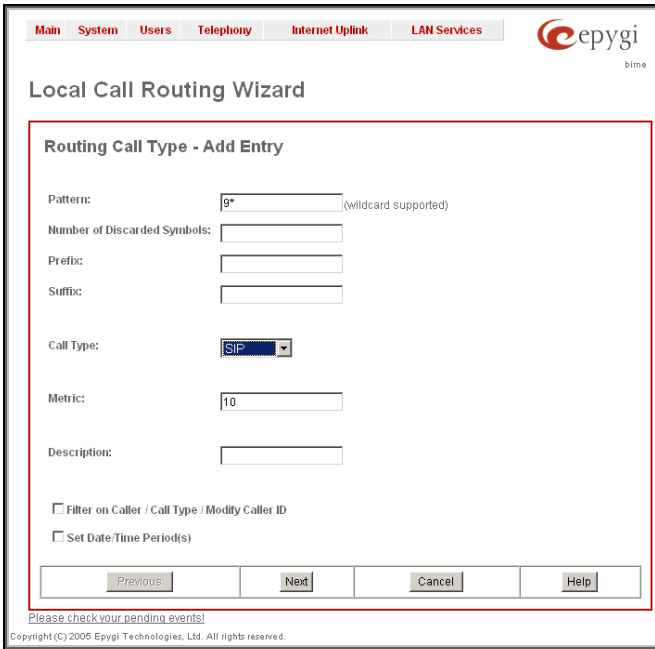 Main System Users Telephony Internet Uplink LAN Services
epygi
birne
Local Call Routing Wizard
Routing Call Type - Add Entry
Pattern: 9* (wildcard supported)
Number of Discarded Symbols:
Prefix:
Suffix:
Call Type: SIP
Metric: 10
Description:
Filter on Caller / Call Type / Modify Caller ID
Set Date/Time Period(s)
Previous Next Cancel Help
Please check your pending events!
Copyright (C) 2005 Epygi Technologies, Ltd. All rights reserved.